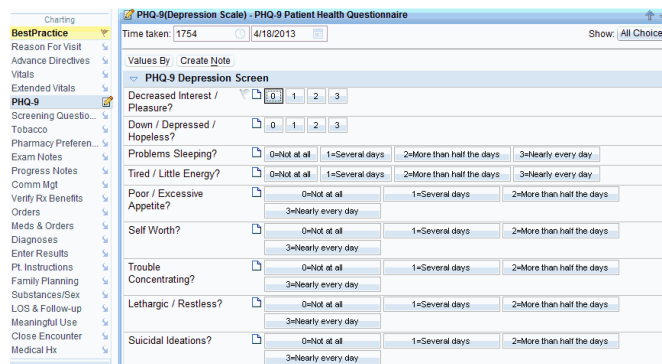 Charting
BestPractice
Reason For Visit
Advance Directives
Vitals
Extended Vitals
PHQ-9
Screening Questio...
Tobacco
Pharmacy Preferen...
Exam Notes
Progress Notes
Comm Mgt
Verify Rx Benefits
Orders
Meds & Orders
Diagnoses
Enter Results
Pt. Instructions
Family Planning
Substances/Sex
LOS & Follow-up
Meaningful Use
Close Encounter
Medical Hx
PHQ-9(Depression Scale) - PHQ-9 Patient Health Questionnaire
Time taken: 1754 4/18/2013 Show: All Choice
Values By Create Note
PHQ-9 Depression Screen
Decreased Interest / 0 1 2 3
Pleasure?
Down / Depressed / 0 1 2 3
Hopeless?
Problems Sleeping? 0=Not at all 1=Several days 2=More than half the days 3=Nearly every day
Tired / Little Energy? 0=Not at all 1=Several days 2=More than half the days 3=Nearly every day
Poor / Excessive 0=Not at all 1=Several days 2=More than half the days
Appetite? 3=Nearly every day
Self Worth? 0=Not at all 1=Several days 2=More than half the days
3=Nearly every day
Trouble 0=Not at all 1=Several days 2=More than half the days
Concentrating? 3=Nearly every day
Lethargic / Restless? 0=Not at all 1=Several days 2=More than half the days
3=Nearly every day
Suicidal Ideations? 0=Not at all 1=Several days 2=More than half the days
3=Nearly every day